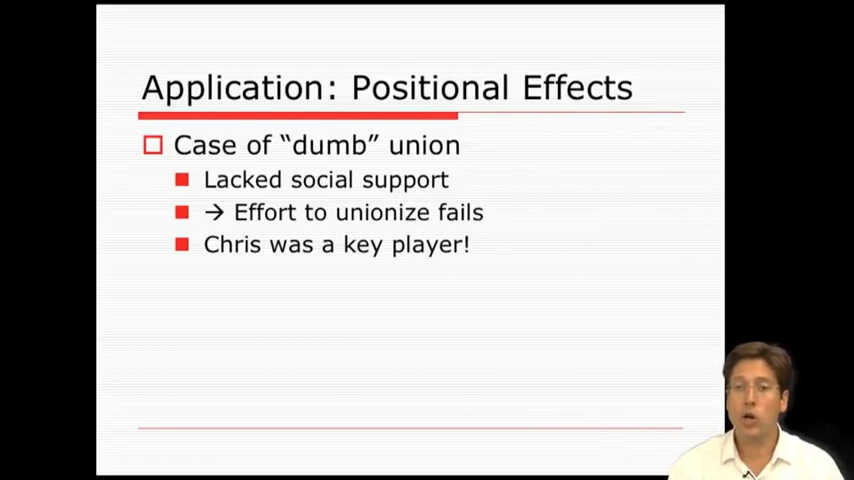 Application: Positional Effects
Case of “dumb” union
Lacked social support
→ Effort to unionize fails
Chris was a key player!